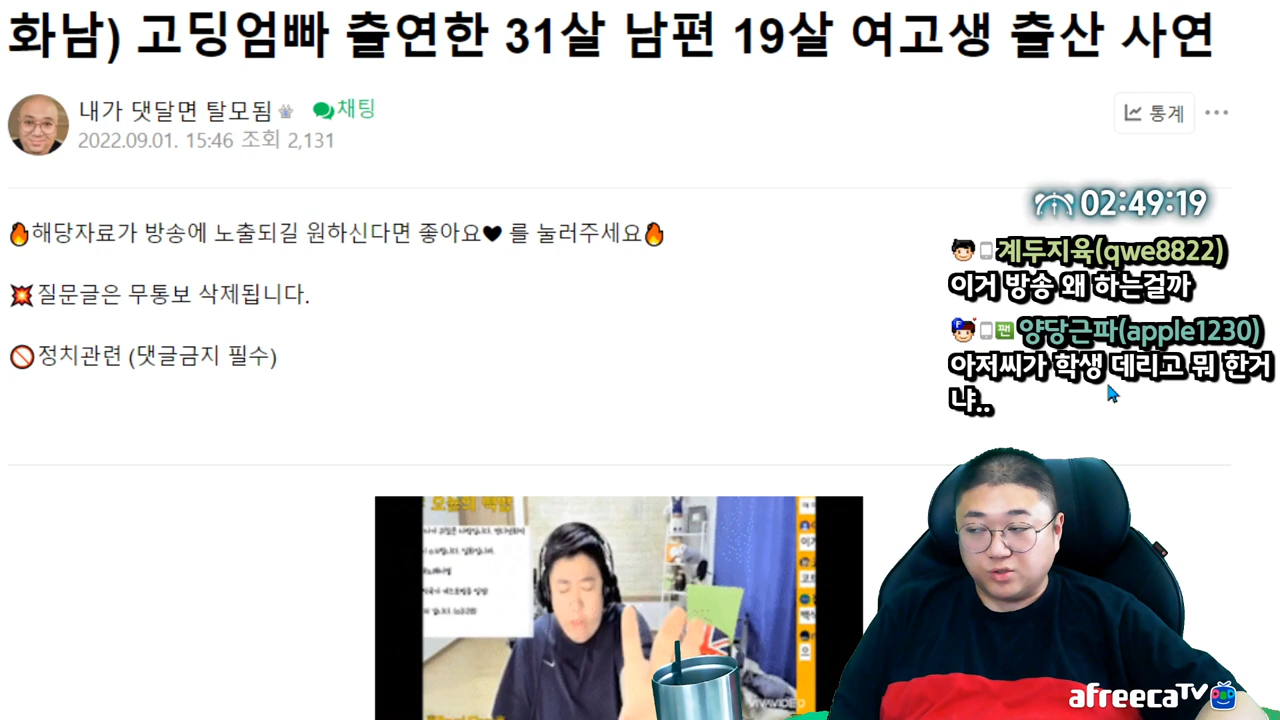 화남) 고딩엄빠 출연한 31살 남편 19살 여고생 출산 사연
내가 댓달면 탈모됨 채팅
2022.09.01. 15:46 조회 2,131
통계
02:49:19
해당자료가 방송에 노출되길 원하신다면 좋아요🖤 를 눌러주세요
질문글은 무통보 삭제됩니다.
정치관련 (댓글금지 필수)
계두지육(qwe8822)
이거 방송 왜 하는걸까
팬 양당근파(apple1230)
아저씨가 학생 데리고 뭐 한거
냐..
VIVAVIDEO
afreecaTV